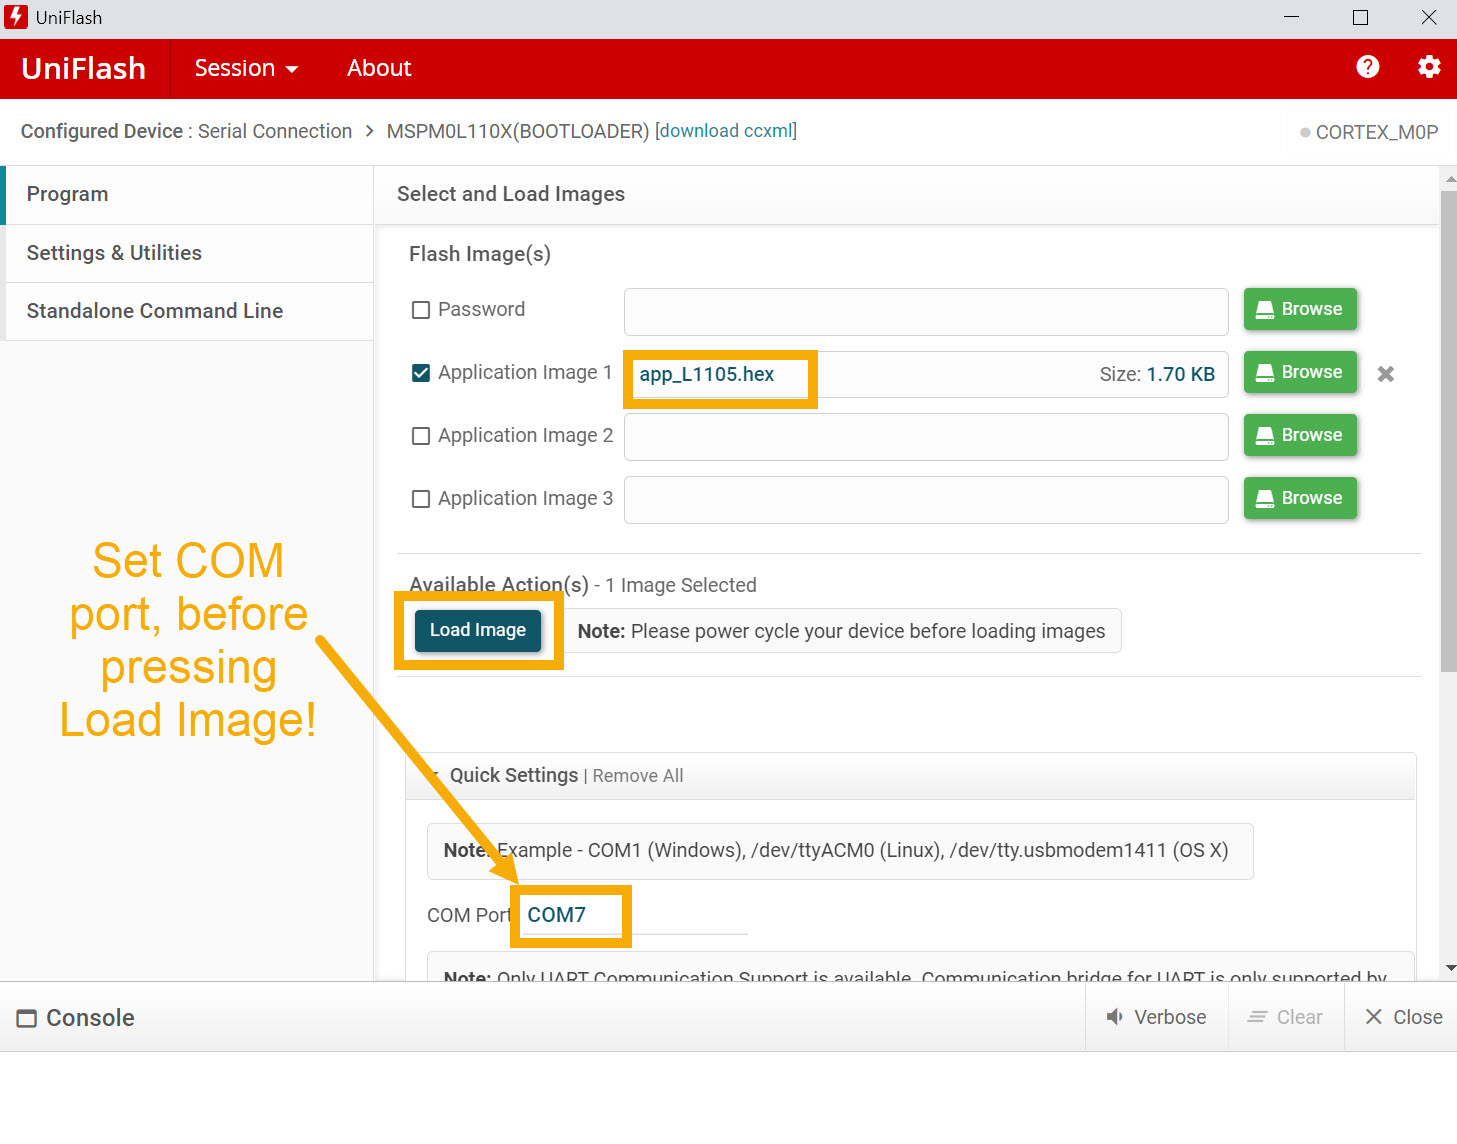 UniFlash
UniFlash Session About
Configured Device : Serial Connection > MSPM0L110X(BOOTLOADER) [download ccxml]
CORTEX_M0P
Program
Settings & Utilities
Standalone Command Line
Select and Load Images
Flash Image(s)
Password
Browse
Application Image 1
app_L1105.hex
Size: 1.70 KB
Browse
Application Image 2
Browse
Application Image 3
Browse
Available Action(s) - 1 Image Selected
Load Image
Note: Please power cycle your device before loading images
Set COM
port, before
pressing
Load Image!
Quick Settings | Remove All
Note: Example - COM1 (Windows), /dev/ttyACM0 (Linux), /dev/tty.usbmodem1411 (OS X)
COM Port
COM7
Note: Only UART Communication Support is available. Communication bridge for UART is only supported by
Console
Verbose
Clear
Close